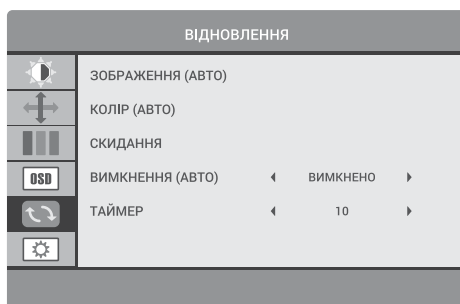 ВІДНОВЛЕННЯ
ЗОБРАЖЕННЯ (АВТО)
КОЛІР (АВТО)
СКИДАННЯ
OSD
ВИМКНЕННЯ (АВТО) ВИМКНЕНО
ТАЙМЕР 10